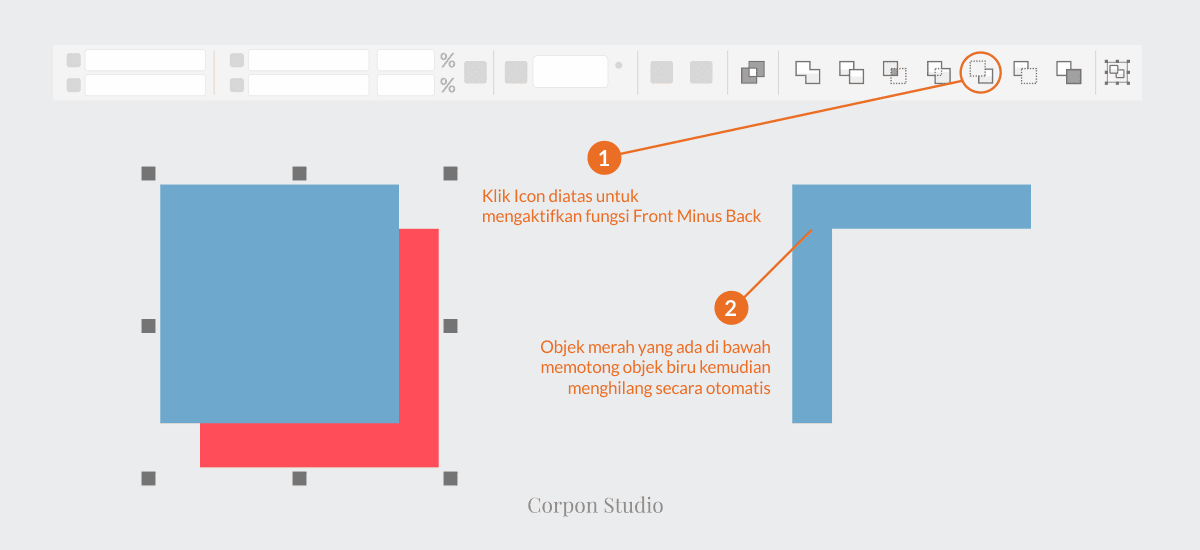 %
%
1
Klik Icon diatas untuk
mengaktifkan fungsi Front Minus Back
2
Objek merah yang ada di bawah
memotong objek biru kemudian
menghilang secara otomatis
Corpon Studio